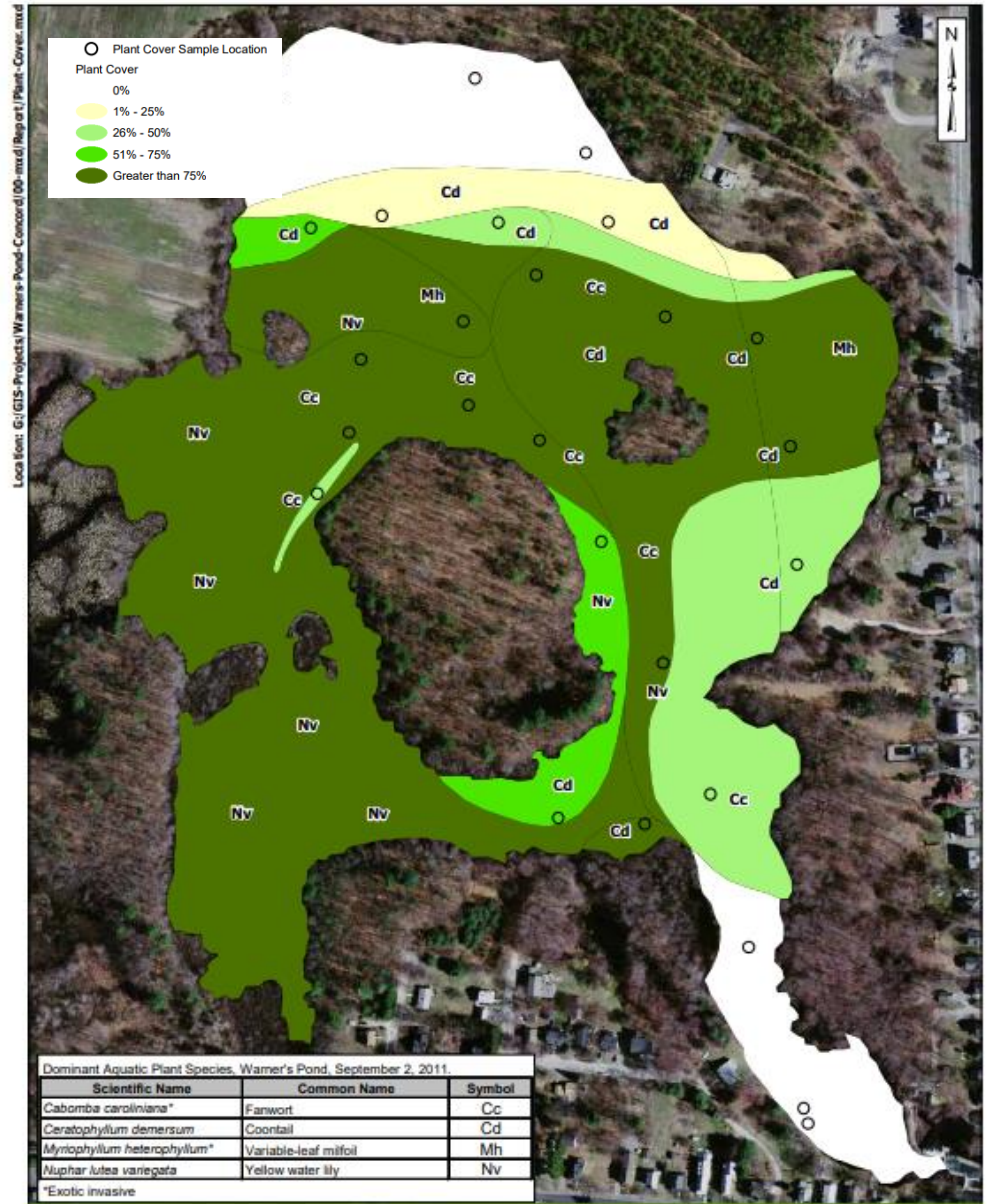 Location: G:/GIS-Projects/Warners-Pond-Concord/00-mxd/Report/Plant-Cover.mxd
Plant Cover Sample Location
Plant Cover
0%
1% - 25%
26% - 50%
51% - 75%
Greater than 75%
N
Cd
Cd
Cd
Cd
Cc
Mh
Nv
Cd
Cd
Mh
Cc
Cc
Nv
Cc
Cd
Cc
Cc
Nv
Cd
Nv
Nv
Nv
Cd
Cc
Nv
Nv
Cd
Dominant Aquatic Plant Species, Warner's Pond, September 2, 2011.
Scientific Name Common Name Symbol
Cabomba caroliniana* Fanwort Cc
Ceratophyllum demersum Coontail Cd
Myriophyllum heterophyllum* Variable-leaf milfoil Mh
Nuphar lutea variegata Yellow water lily Nv
*Exotic invasive